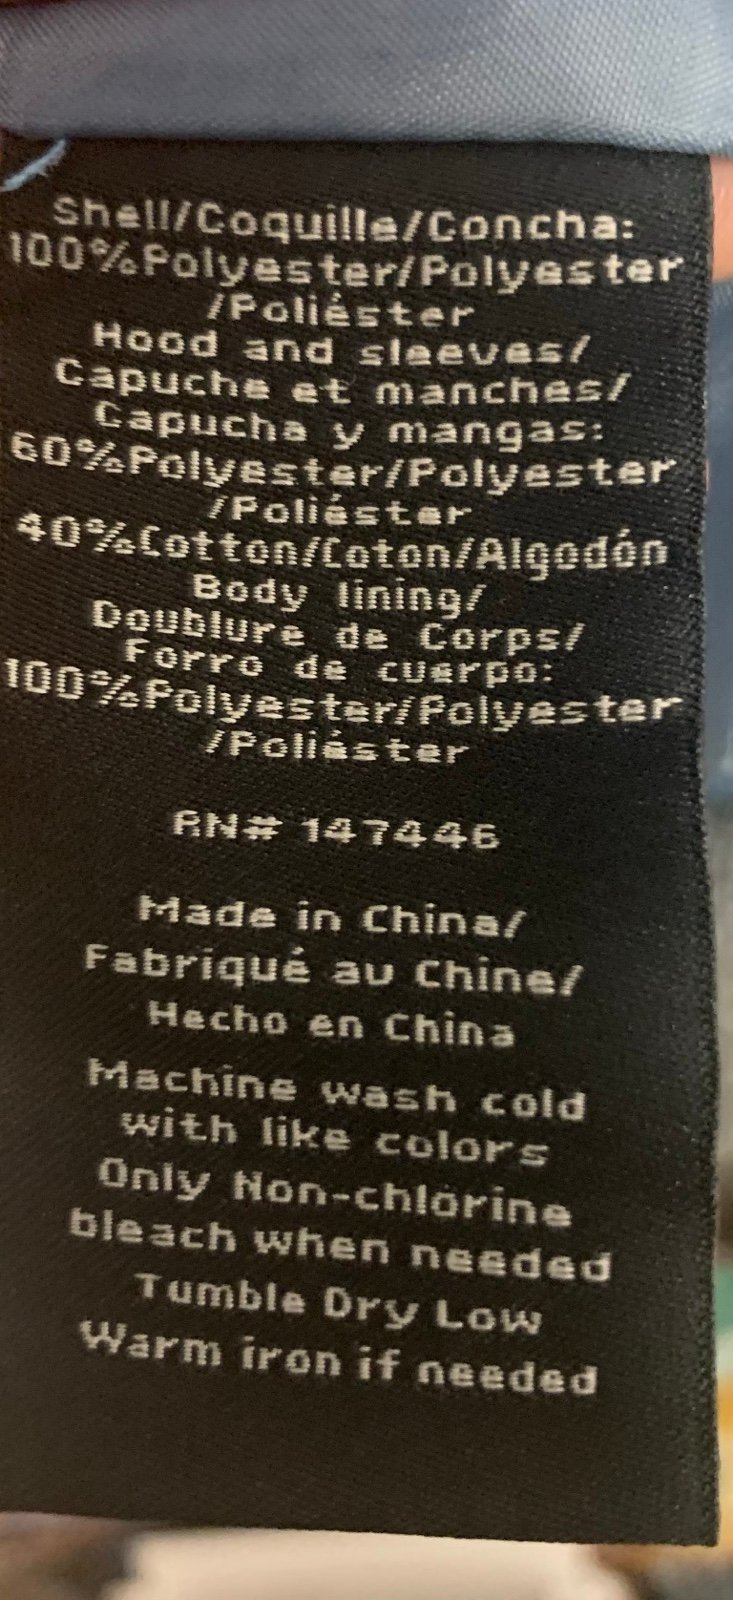 Shell/Coquille/Concha:
100%Polyester/Polyester
/Poliéster
Hood and sleeves/
Capuche et manches/
Capucha y mangas:
60%Polyester/Polyester
/Poliéster
40%Cotton/Coton/Algodón
Body lining/
Doublure de Corps/
Forro de cuerpo:
100%Polyester/Polyester
/Poliéster
RN# 147446
Made in China/
Fabriqué au Chine/
Hecho en China
Machine wash cold
with like colors
Only Non-chlorine
bleach when needed
Tumble Dry Low
Warm iron if needed